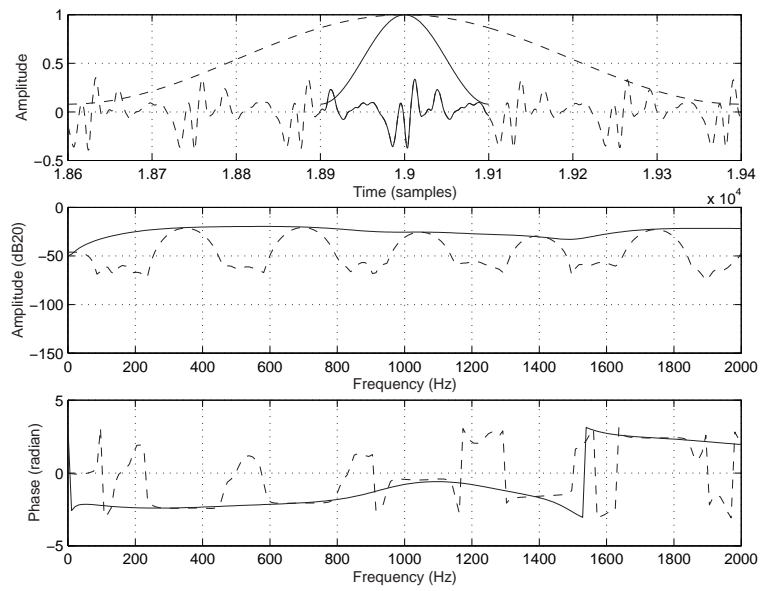 1
0.5
0
−0.5
Amplitude
1.86 1.87 1.88 1.89 1.9 1.91 1.92 1.93 1.94
Time (samples)
x 10^4
0
−50
−100
−150
Amplitude (dB20)
0 200 400 600 800 1000 1200 1400 1600 1800 2000
Frequency (Hz)
5
0
−5
Phase (radian)
0 200 400 600 800 1000 1200 1400 1600 1800 2000
Frequency (Hz)